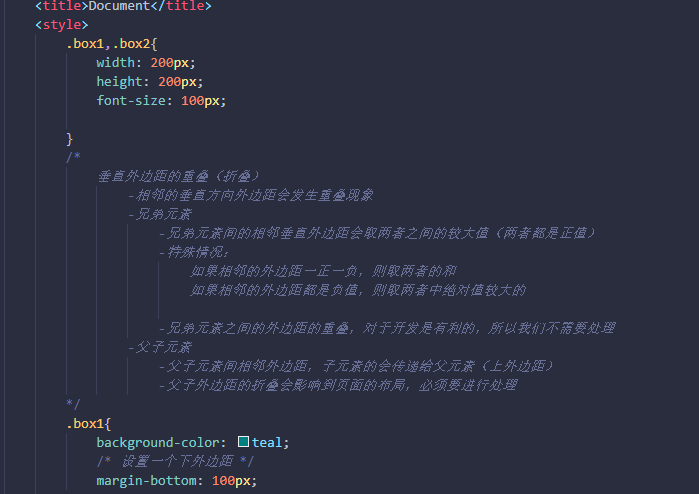 <title>Document</title>
<style>
.box1,.box2{
width: 200px;
height: 200px;
font-size: 100px;
}
/*
垂直外边距的重叠（折叠）
-相邻的垂直方向外边距会发生重叠现象
-兄弟元素
-兄弟元素间的相邻垂直外边距会取两者之间的较大值（两者都是正值）
-特殊情况：
如果相邻的外边距一正一负，则取两者的和
如果相邻的外边距都是负值，则取两者中绝对值较大的
-兄弟元素之间的外边距的重叠，对于开发是有利的，所以我们不需要处理
-父子元素
-父子元素间相邻外边距，子元素的会传递给父元素（上外边距）
-父子外边距的折叠会影响到页面的布局，必须要进行处理
*/
.box1{
background-color: teal;
/* 设置一个下外边距 */
margin-bottom: 100px;